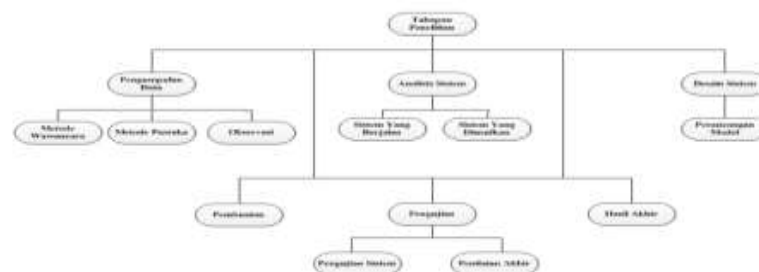 Tahapan
Penelitian
Pengumpulan
Data
Analisis Sistem
Desain Sistem
Metode
Wawancara
Metode Pustaka
Observasi
Sistem Yang
Berjalan
Sistem Yang
Diusulkan
Perancangan
Model
Pengujian
Hasil Akhir
Pengujian Sistem
Penilaian Akhir